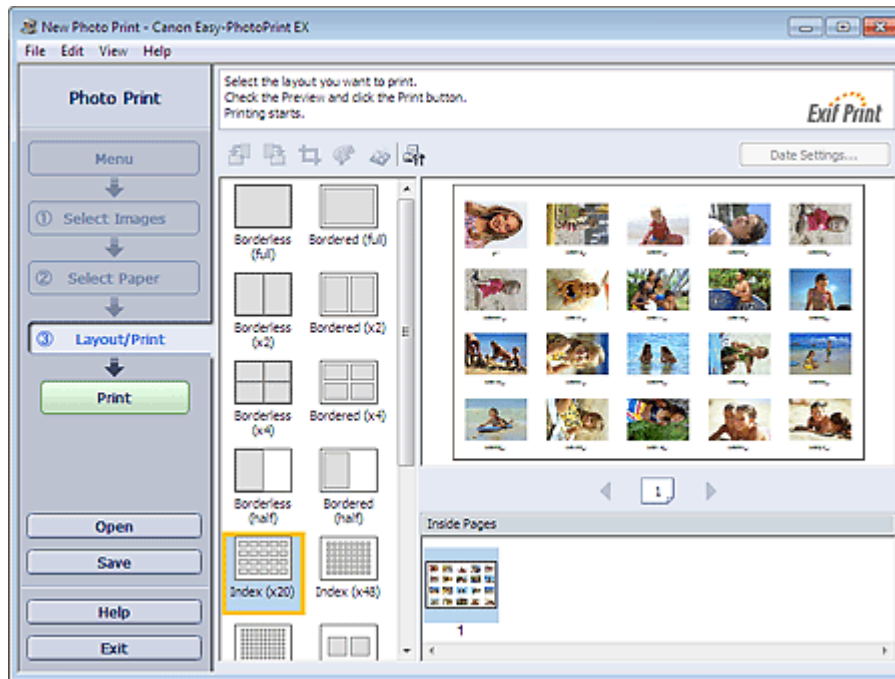 New Photo Print - Canon Easy-PhotoPrint EX
File Edit View Help
Photo Print
Select the layout you want to print.
Check the Preview and click the Print button.
Printing starts.
Exif Print
Menu
Date Settings...
① Select Images
② Select Paper
③ Layout/Print
Print
Open
Save
Help
Exit
Borderless
(full)
Bordered (full)
Borderless
(x2)
Bordered (x2)
Borderless
(x4)
Bordered (x4)
Borderless
(half)
Bordered
(half)
Index (x20)
Index (x48)
1
Inside Pages
1